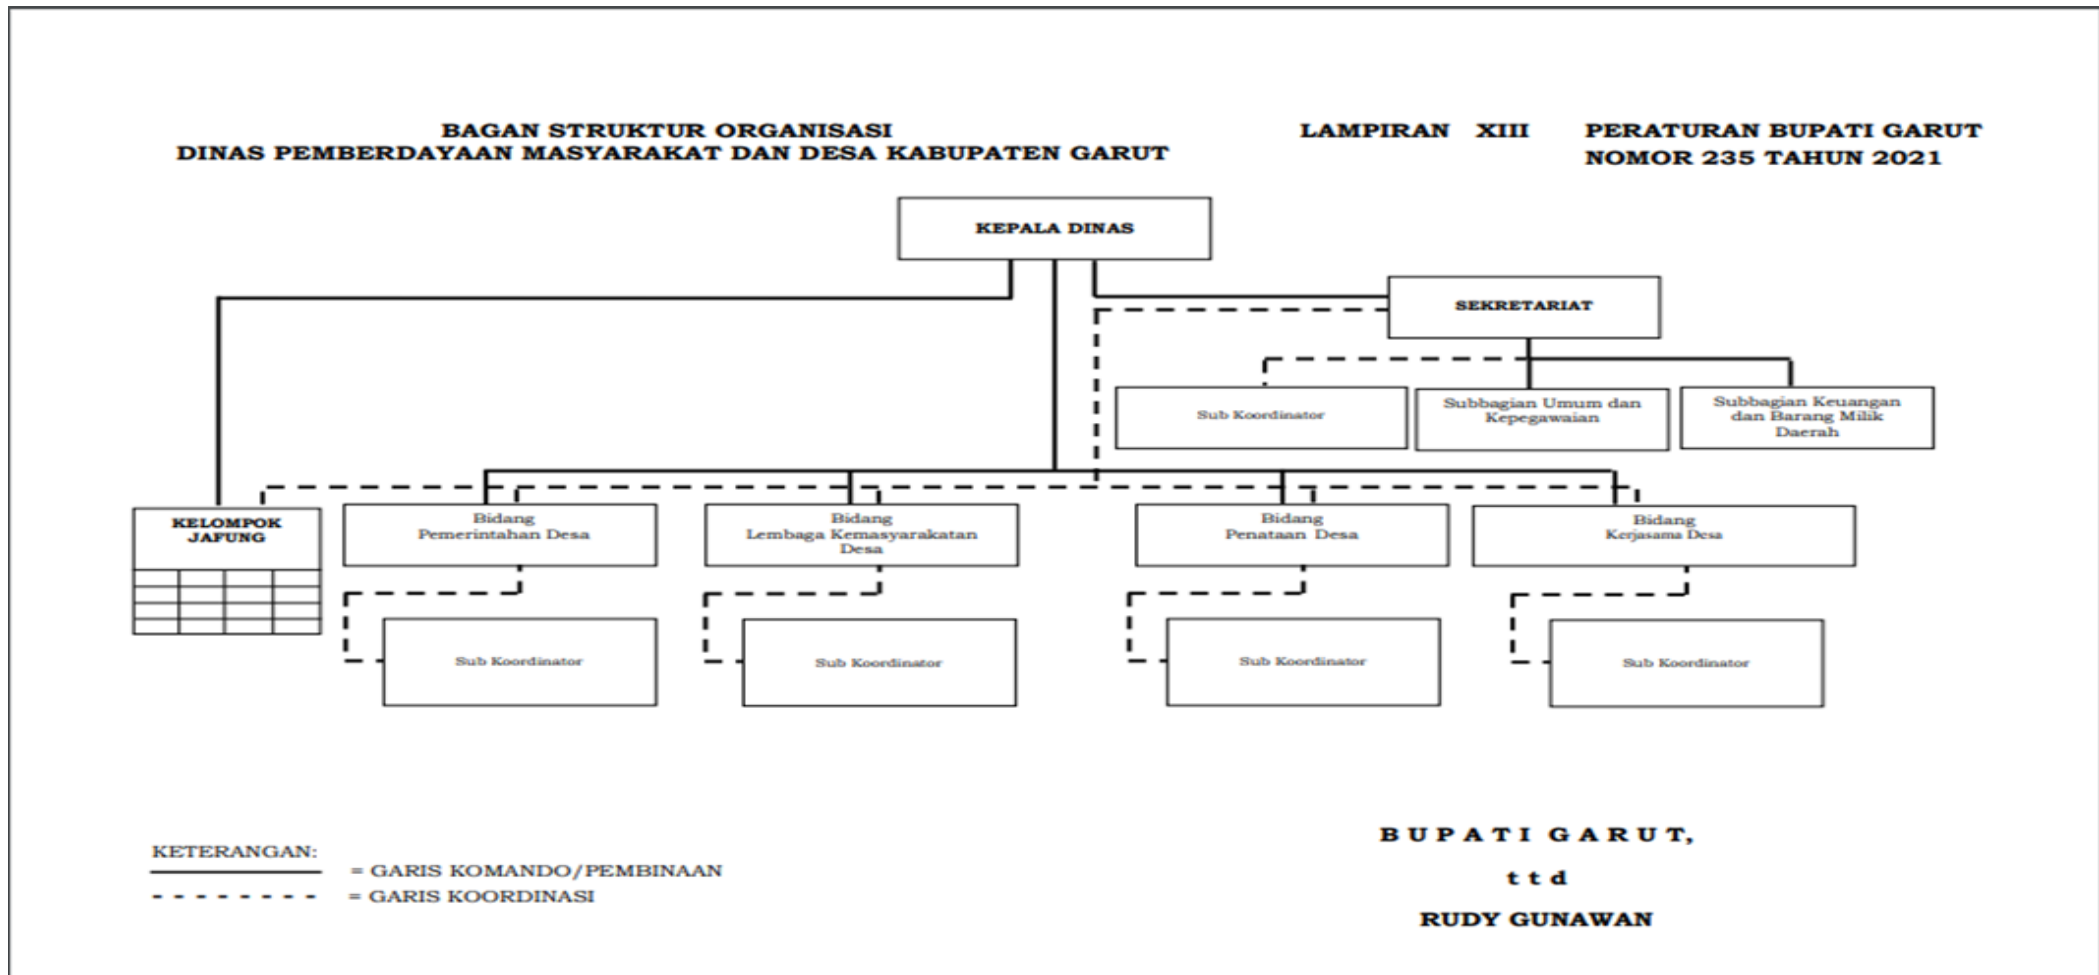 BAGAN STRUKTUR ORGANISASI
DINAS PEMBERDAYAAN MASYARAKAT DAN DESA KABUPATEN GARUT
LAMPIRAN XIII PERATURAN BUPATI GARUT
NOMOR 235 TAHUN 2021
KEPALA DINAS
SEKRETARIAT
Sub Koordinator
Subbagian Umum dan
Kepegawaian
Subbagian Keuangan
dan Barang Milik
Daerah
KELOMPOK
JAFUNG
Bidang
Pemerintahan Desa
Bidang
Lembaga Kemasyarakatan
Desa
Bidang
Penataan Desa
Bidang
Kerjasama Desa
Sub Koordinator
Sub Koordinator
Sub Koordinator
Sub Koordinator
KETERANGAN:
= GARIS KOMANDO/PEMBINAAN
= GARIS KOORDINASI
B U P A T I G A R U T,
t t d
RUDY GUNAWAN